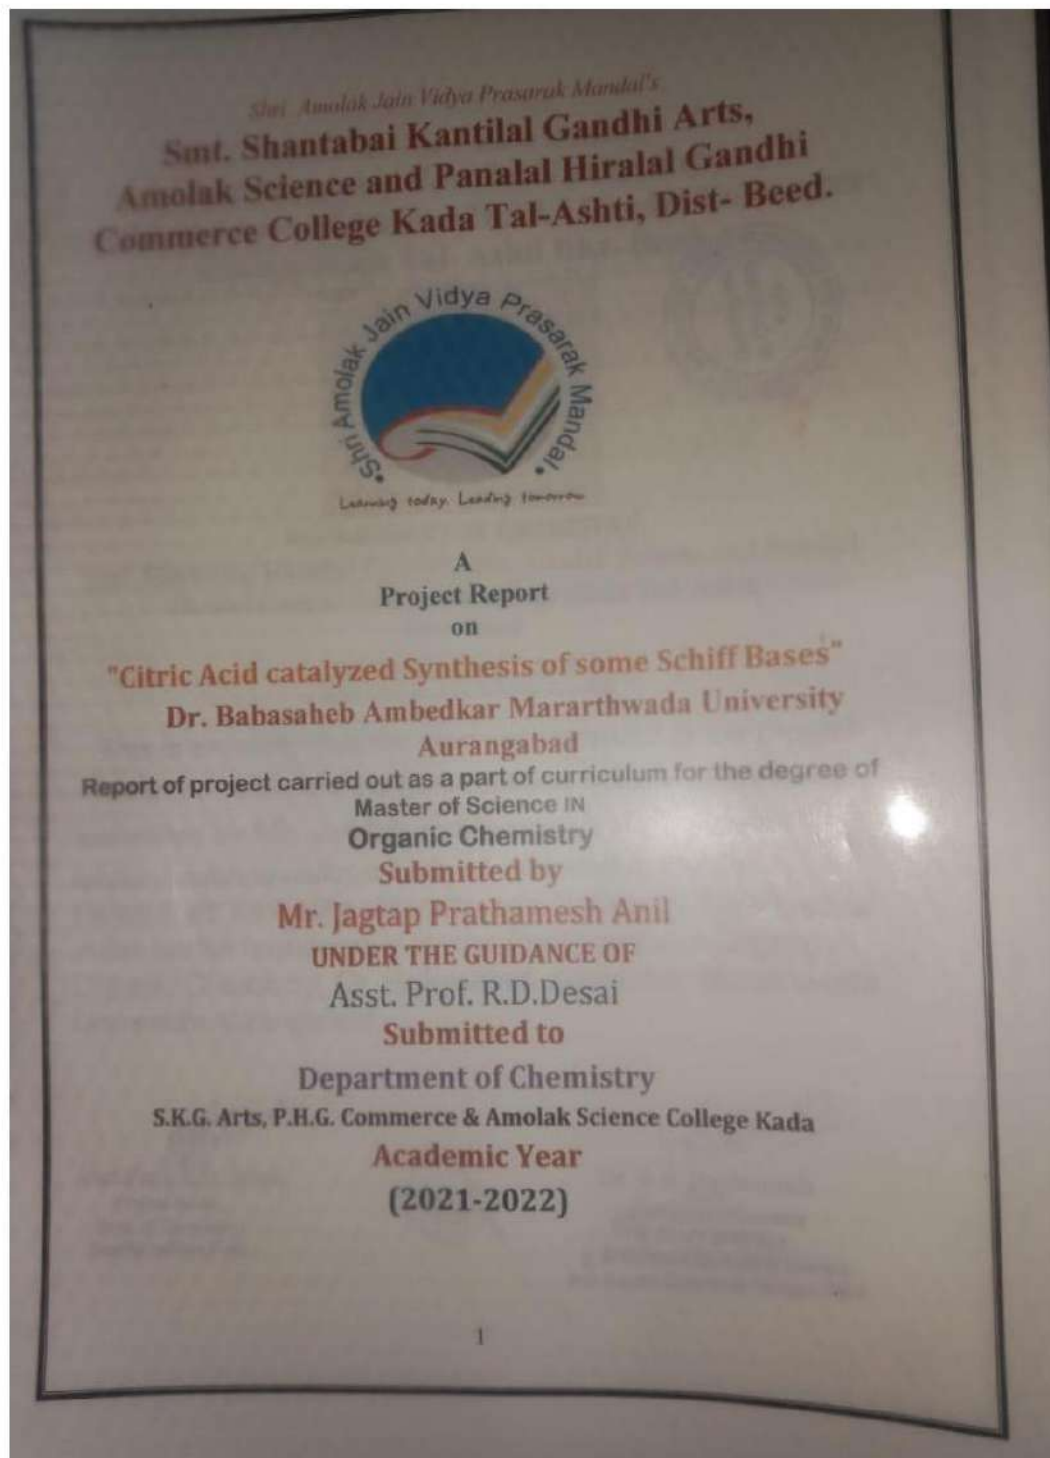 Shri Amolak Jain Vidya Prasarak Mandal's
Smt. Shantabai Kantilal Gandhi Arts,
Amolak Science and Panalal Hiralal Gandhi
Commerce College Kada Tal-Ashti, Dist- Beed.
Shri Amolak Jain Vidya Prasarak Mandal
Learning today. Leading tomorrow
A
Project Report
on
"Citric Acid catalyzed Synthesis of some Schiff Bases"
Dr. Babasaheb Ambedkar Mararthwada University
Aurangabad
Report of project carried out as a part of curriculum for the degree of
Master of Science IN
Organic Chemistry
Submitted by
Mr. Jagtap Prathamesh Anil
UNDER THE GUIDANCE OF
Asst. Prof. R.D.Desai
Submitted to
Department of Chemistry
S.K.G. Arts, P.H.G. Commerce & Amolak Science College Kada
Academic Year
(2021-2022)
1